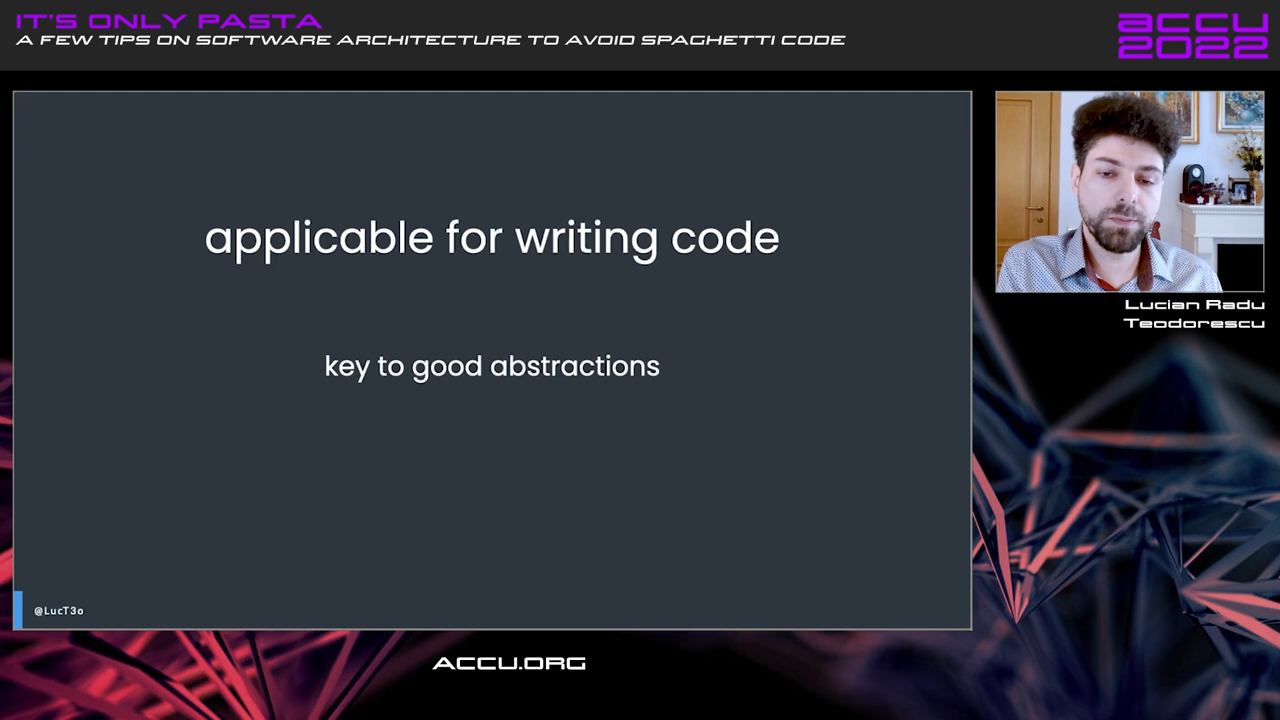 IT'S ONLY PASTA
A FEW TIPS ON SOFTWARE ARCHITECTURE TO AVOID SPAGHETTI CODE
accu
2022
applicable for writing code
key to good abstractions
@LucT3o
Lucian Radu
Teodorescu
ACCU.ORG